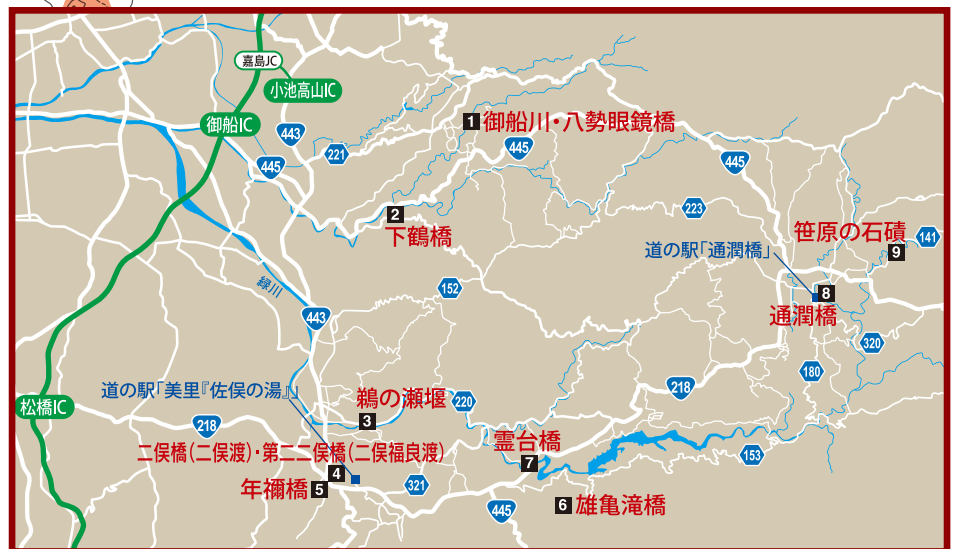 嘉島JC
小池高山IC
御船IC
443
221
445
1 御船川・八勢眼鏡橋
445
445
2
下鶴橋
223
笹原の石磧
141
9
道の駅「通潤橋」
8
通潤橋
緑川
152
443
320
180
道の駅「美里『佐俣の湯』」
松橋IC
鵜の瀬堰
220
218
3
218
二俣橋(二俣渡)・第二二俣橋(二俣福良渡)
霊台橋
7
153
4
年禰橋 5
321
445
6 雄亀滝橋